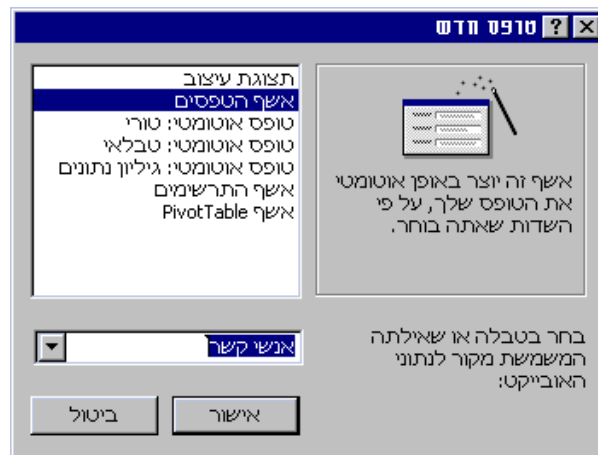 טופס חדש
תצוגת עיצוב
אשף הטפסים
טופס אוטומטי: טורי
טופס אוטומטי: טבלאי
טופס אוטומטי: גיליון נתונים
אשף התרשימים
אשף PivotTable
אשף זה יוצר באופן אוטומטי
את הטופס שלך, על פי
השדות שאתה בוחר.
בחר בטבלה או שאילתה
המשמשת מקור לנתוני
האובייקט:
אנשי קשר
אישור
ביטול